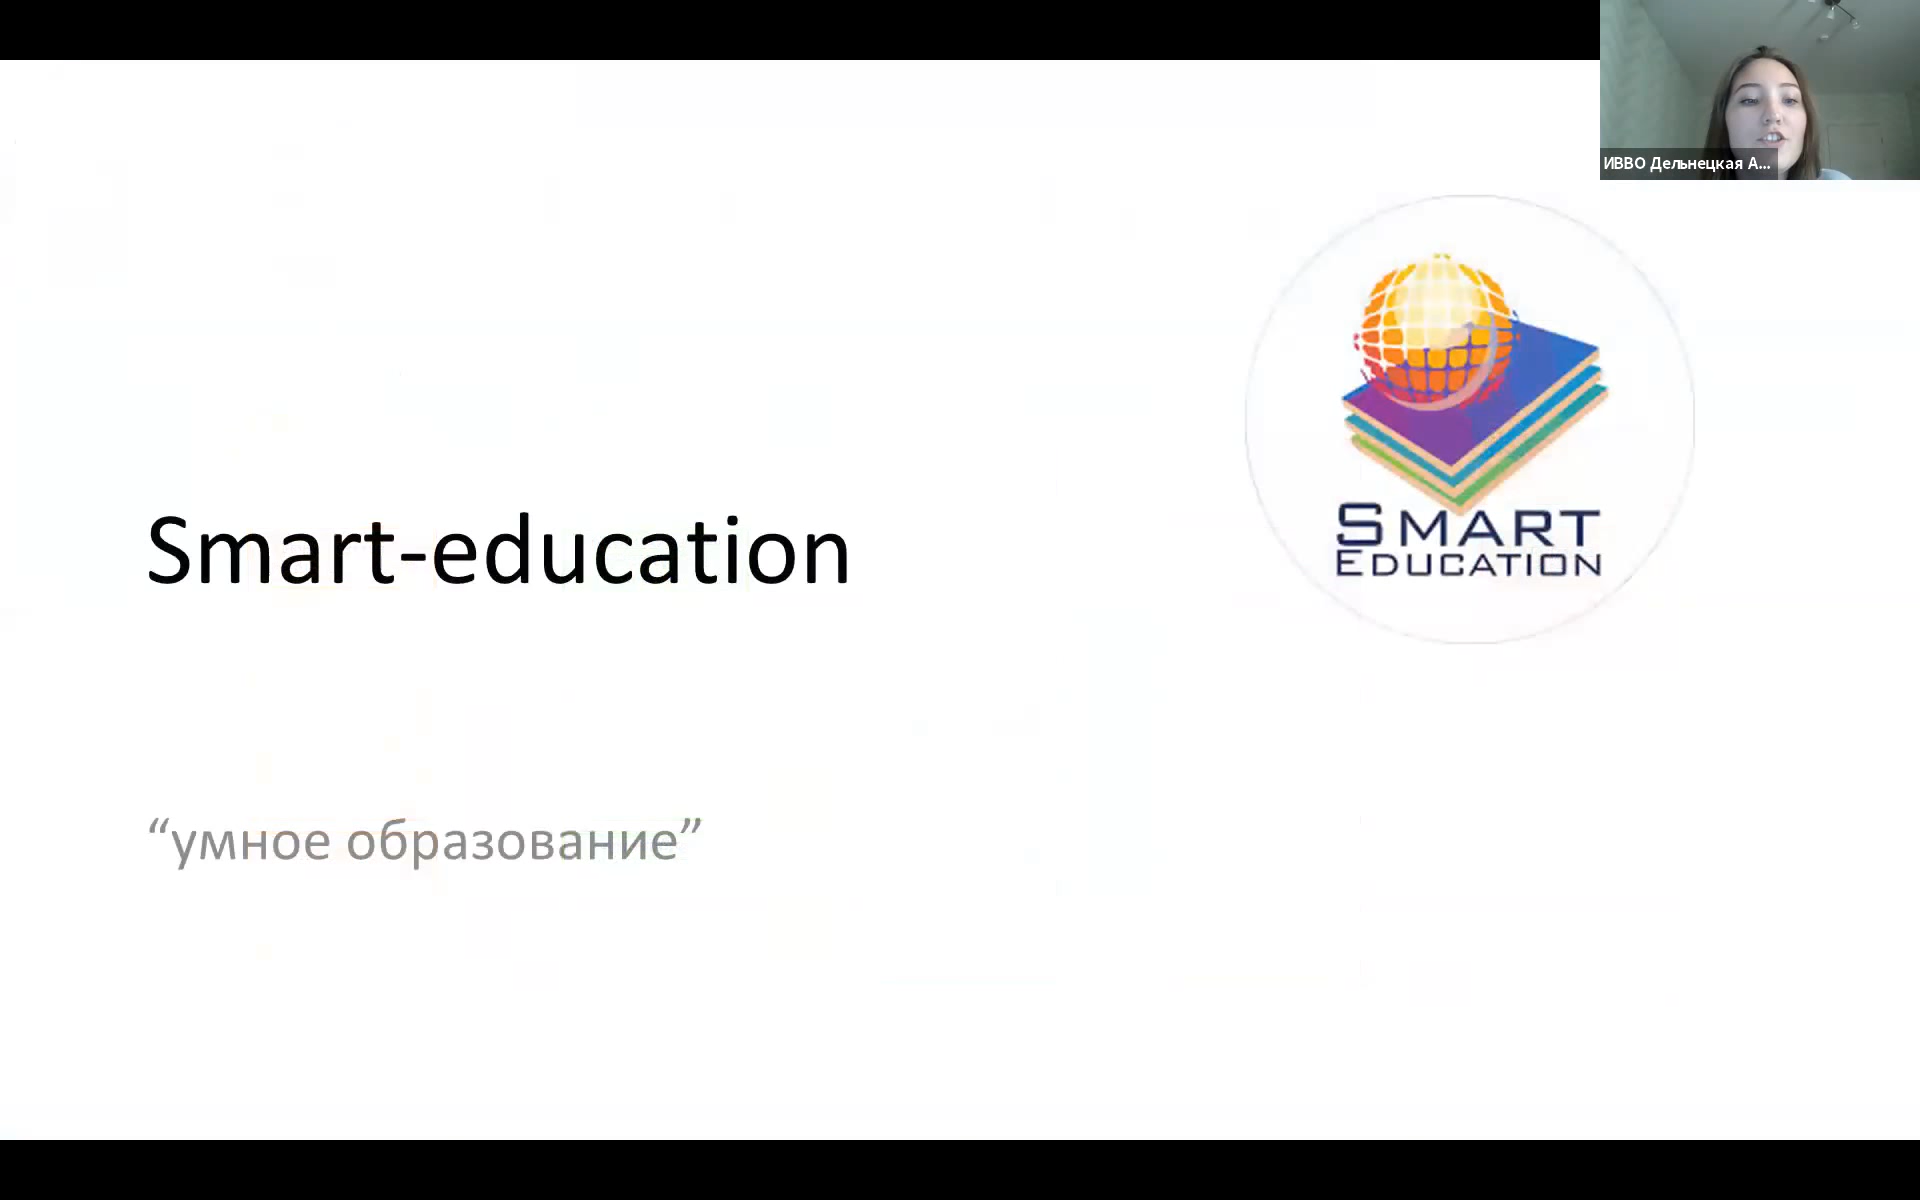 ИВВО Дельнецкая А...
SMART
EDUCATION
Smart-education
“умное образование”